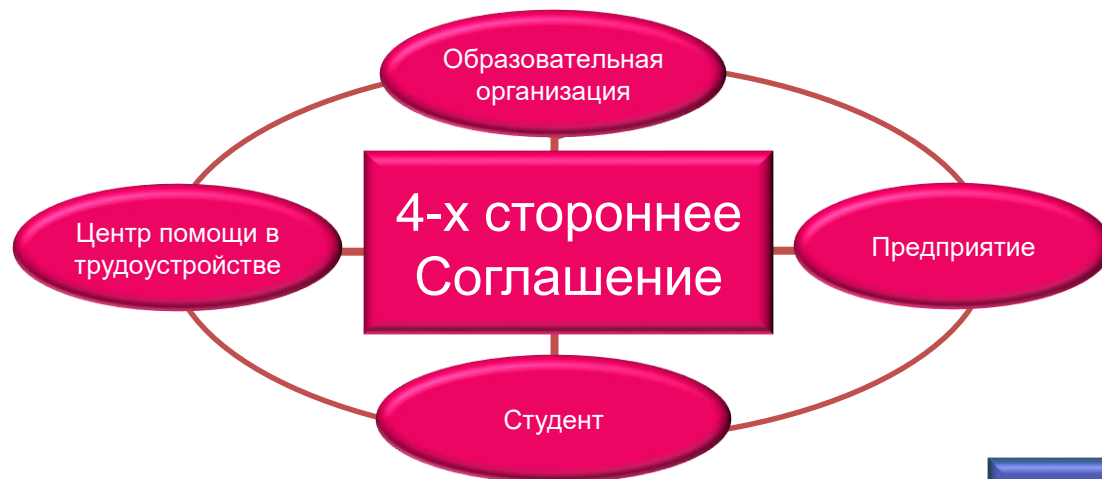 Образовательная
организация
4-х стороннее
Соглашение
Центр помощи в
трудоустройстве
Предприятие
Студент